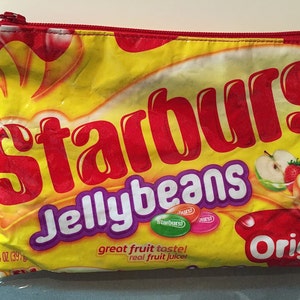 Starburs
Jellybeans
great fruit taste!
real fruit juice!
Orig